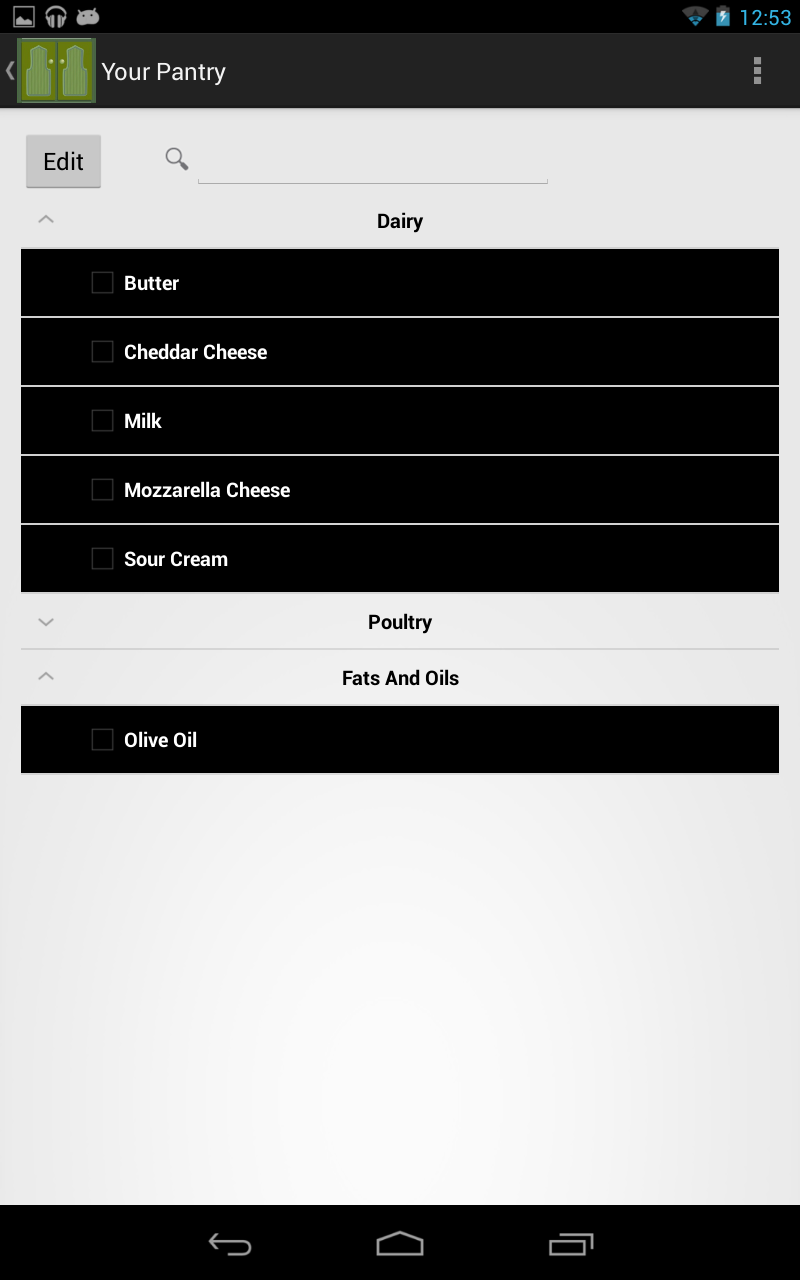 12:53
Your Pantry
Edit
Dairy
Butter
Cheddar Cheese
Milk
Mozzarella Cheese
Sour Cream
Poultry
Fats And Oils
Olive Oil